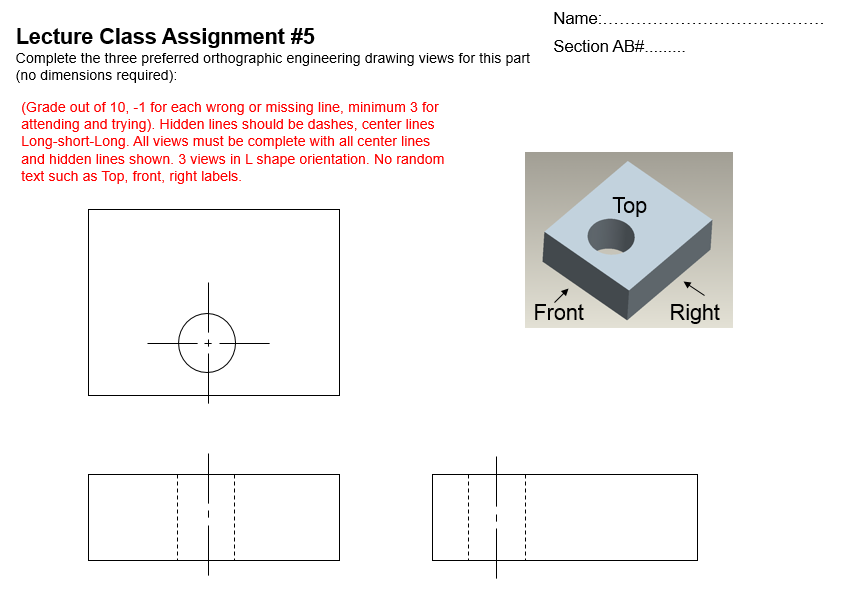 Name:........................................
Lecture Class Assignment #5
Section AB#.........
Complete the three preferred orthographic engineering drawing views for this part
(no dimensions required):
(Grade out of 10, -1 for each wrong or missing line, minimum 3 for
attending and trying). Hidden lines should be dashes, center lines
Long-short-Long. All views must be complete with all center lines
and hidden lines shown. 3 views in L shape orientation. No random
text such as Top, front, right labels.
Top
Front
Right